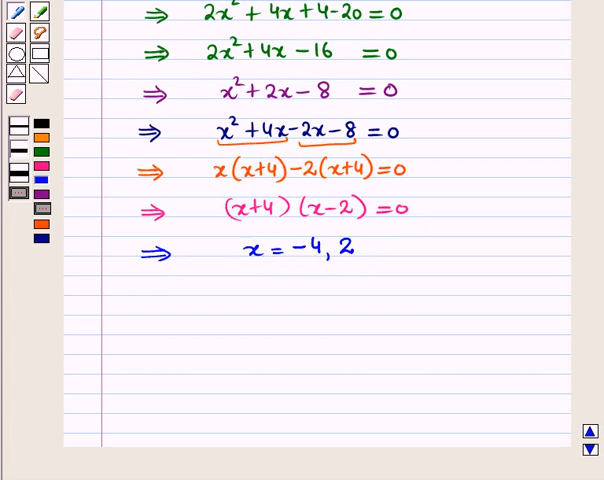 ⇒ 2x² + 4x + 4 - 20 = 0
⇒ 2x² + 4x - 16 = 0
⇒ x² + 2x - 8 = 0
⇒ x² + 4x - 2x - 8 = 0
⇒ x(x+4) - 2(x+4) = 0
⇒ (x+4) (x-2) = 0
⇒ x = -4, 2